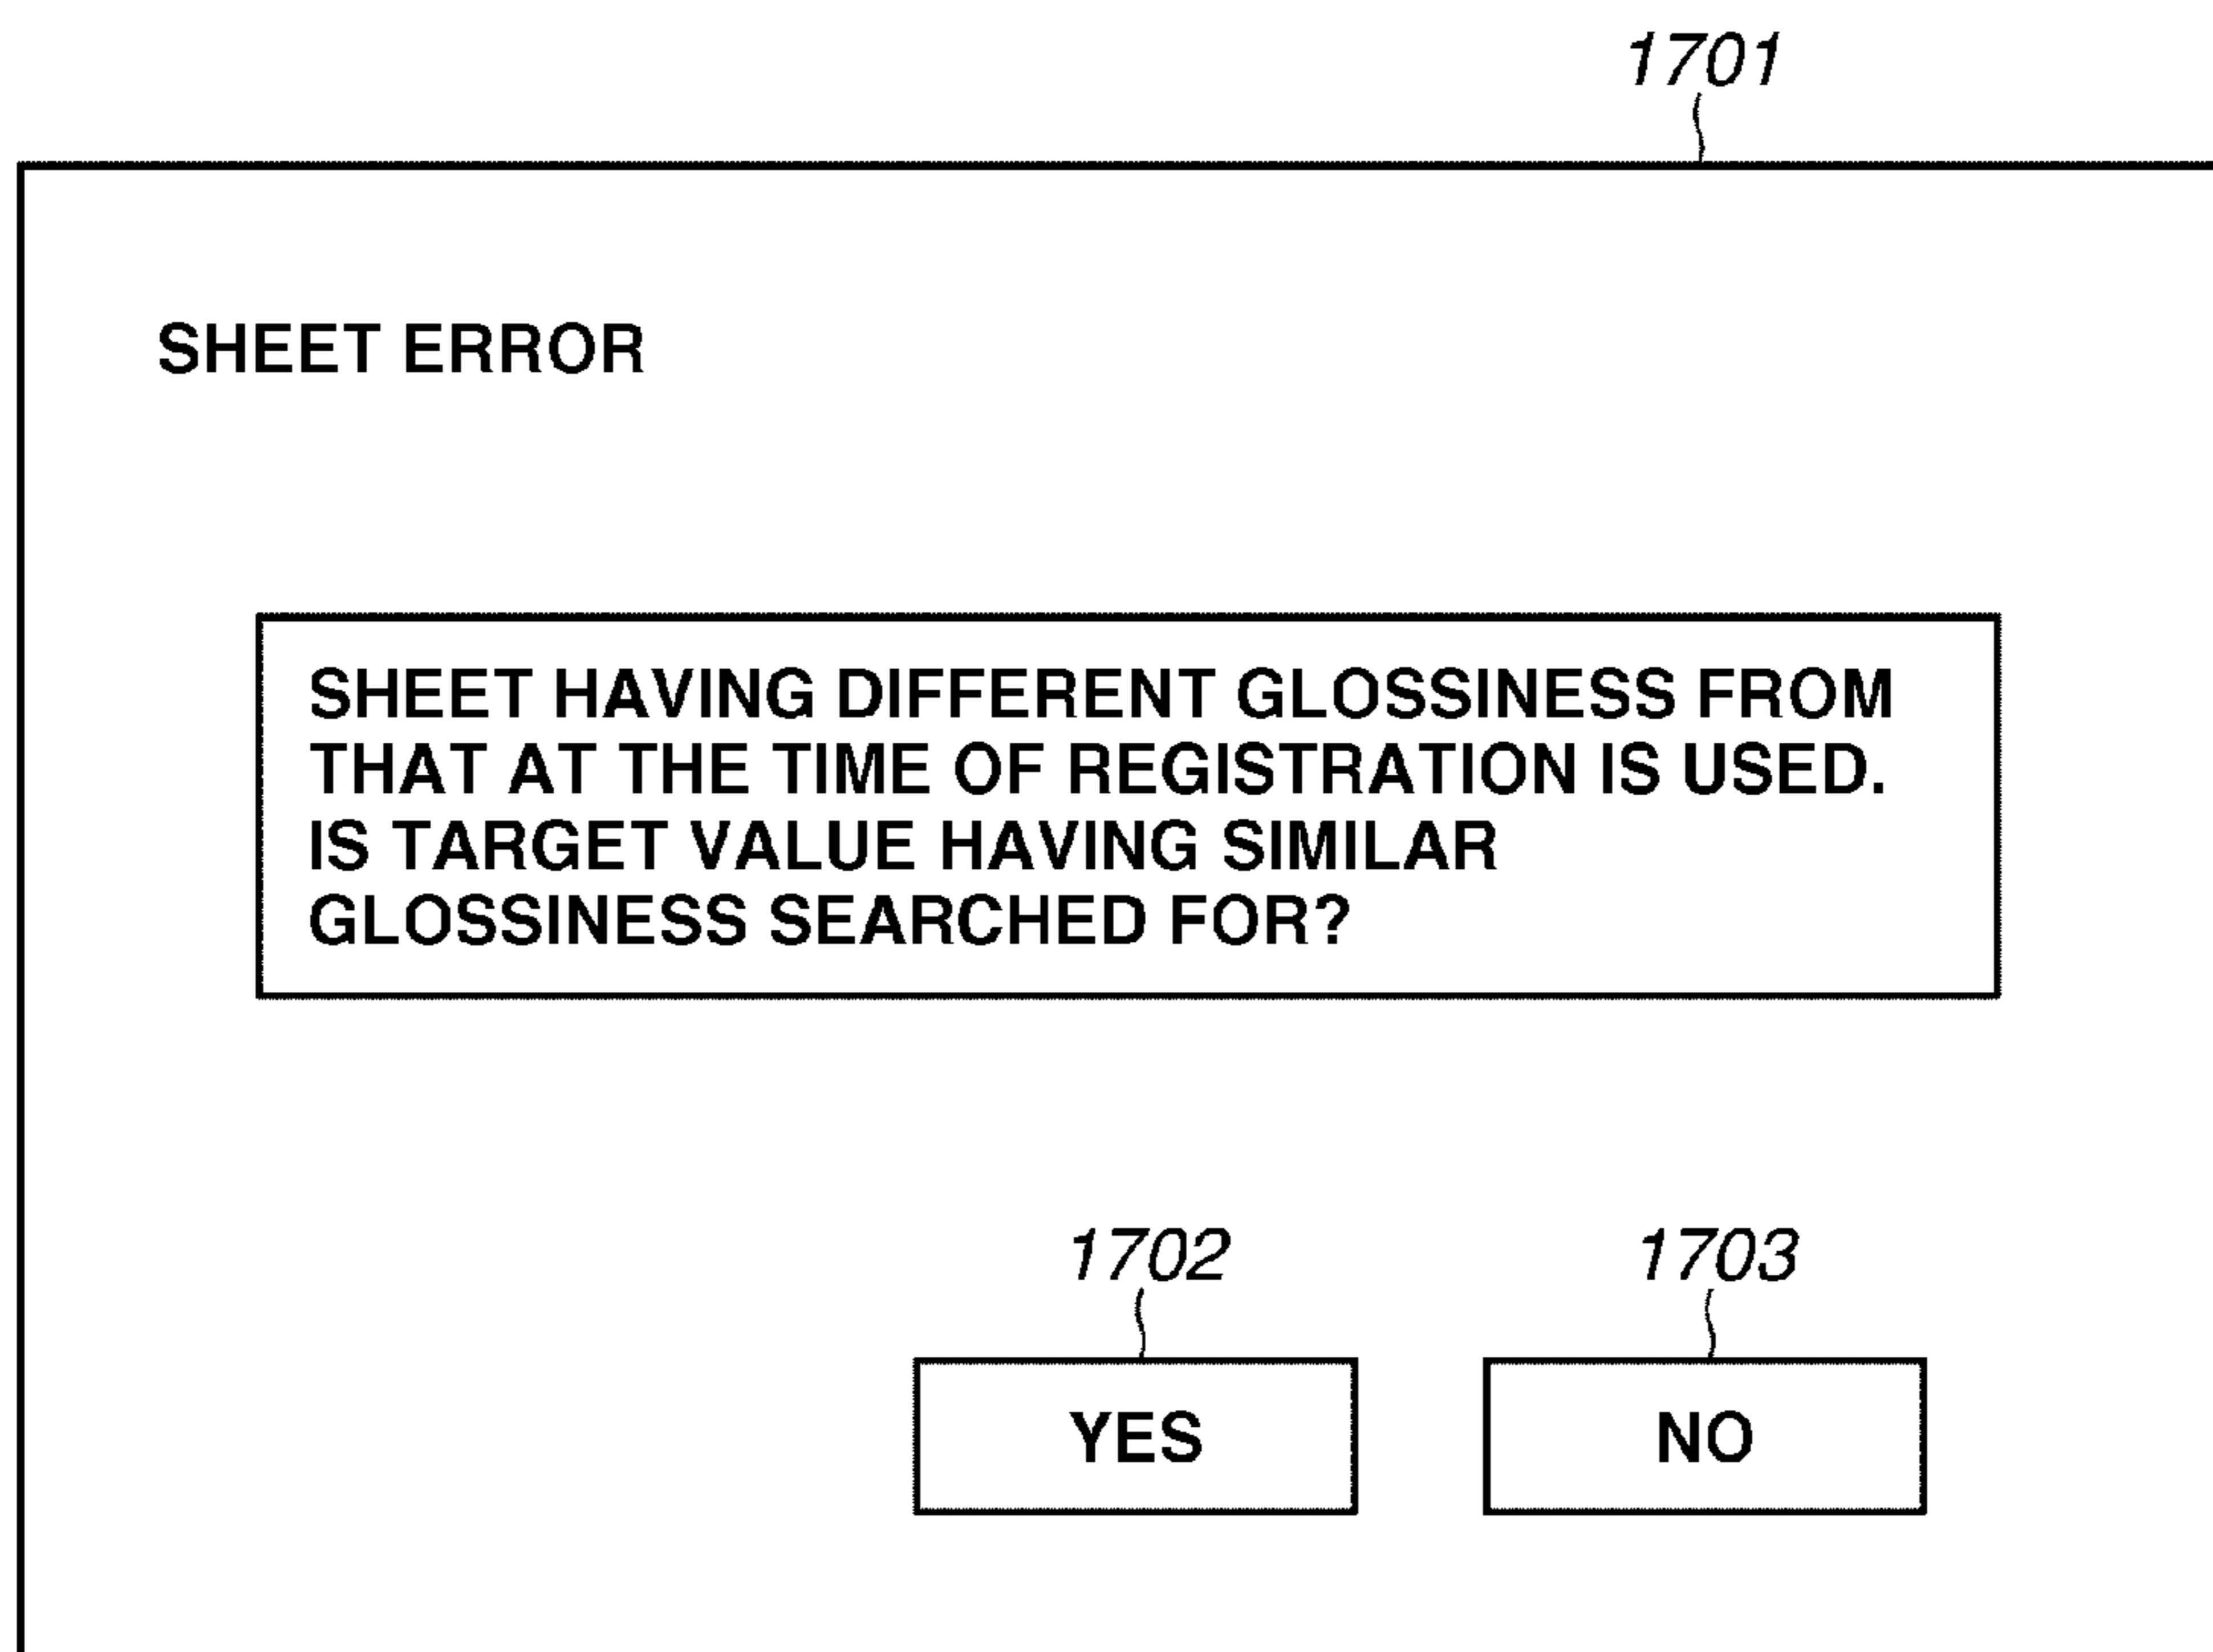 1701
SHEET ERROR
SHEET HAVING DIFFERENT GLOSSINESS FROM
THAT AT THE TIME OF REGISTRATION IS USED.
IS TARGET VALUE HAVING SIMILAR
GLOSSINESS SEARCHED FOR?
1702 1703
YES NO